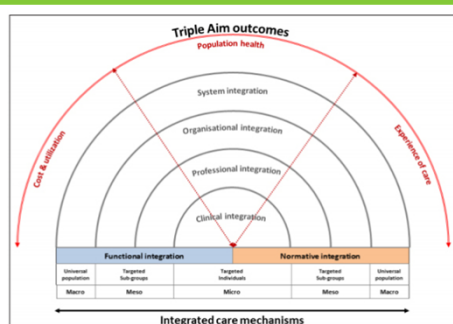 Triple Aim outcomes
Population health
Cost & utilization
Experience of care
System integration
Organisational integration
Professional integration
Clinical integration
Functional integration Normative integration
Universal population Targeted Sub-groups Targeted Individuals Targeted Sub-groups Universal population
Macro Meso Micro Meso Macro
Integrated care mechanisms